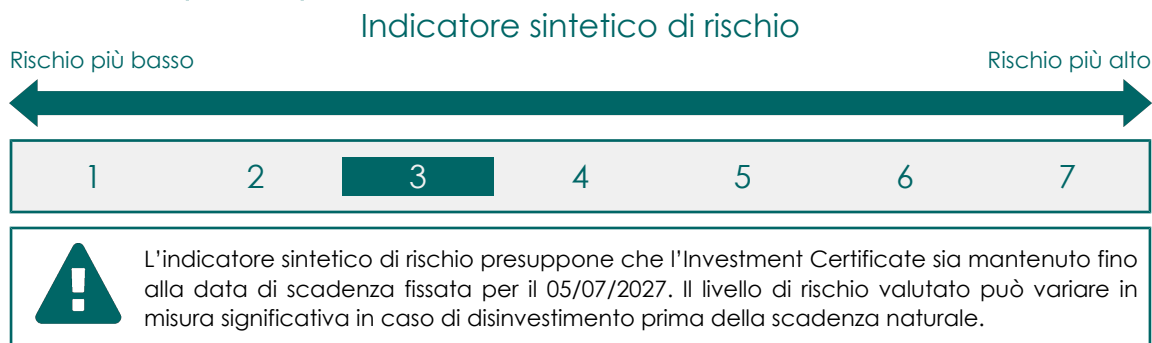 Indicatore sintetico di rischio
Rischio più basso
Rischio più alto
1 2 3 4 5 6 7
L'indicatore sintetico di rischio presuppone che l'Investment Certificate sia mantenuto fino
alla data di scadenza fissata per il 05/07/2027. Il livello di rischio valutato può variare in
misura significativa in caso di disinvestimento prima della scadenza naturale.